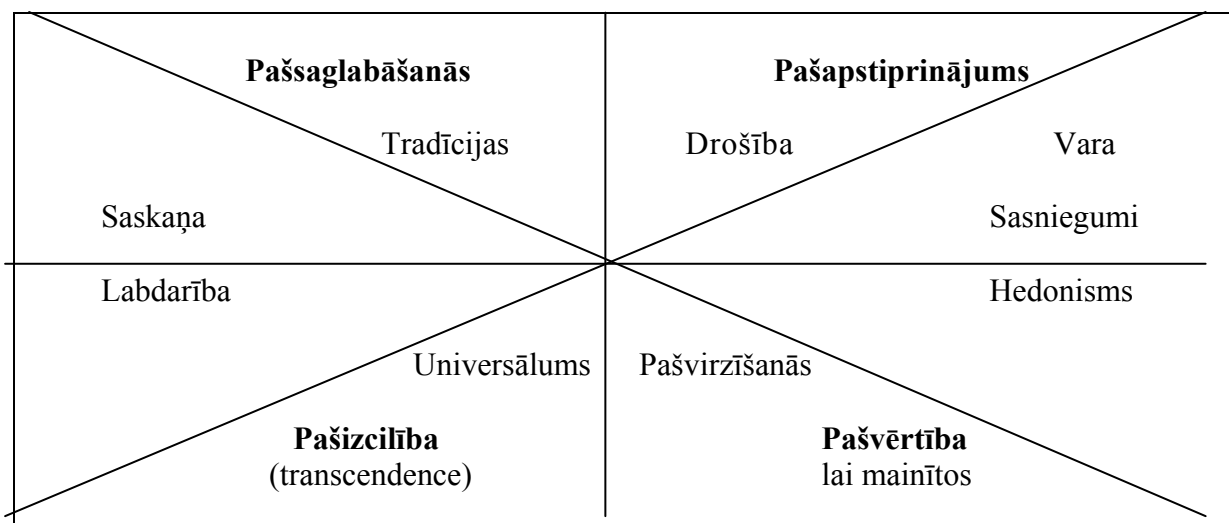 Pašsaglabāšanās Pašapstiprinājums
Tradīcijas Drošība Vara
Saskaņa Sasniegumi
Labdarība Hedonisms
Universālums Pašvirzīšanās
Pašizcilība Pašvērtība
(transcendence) lai mainītos